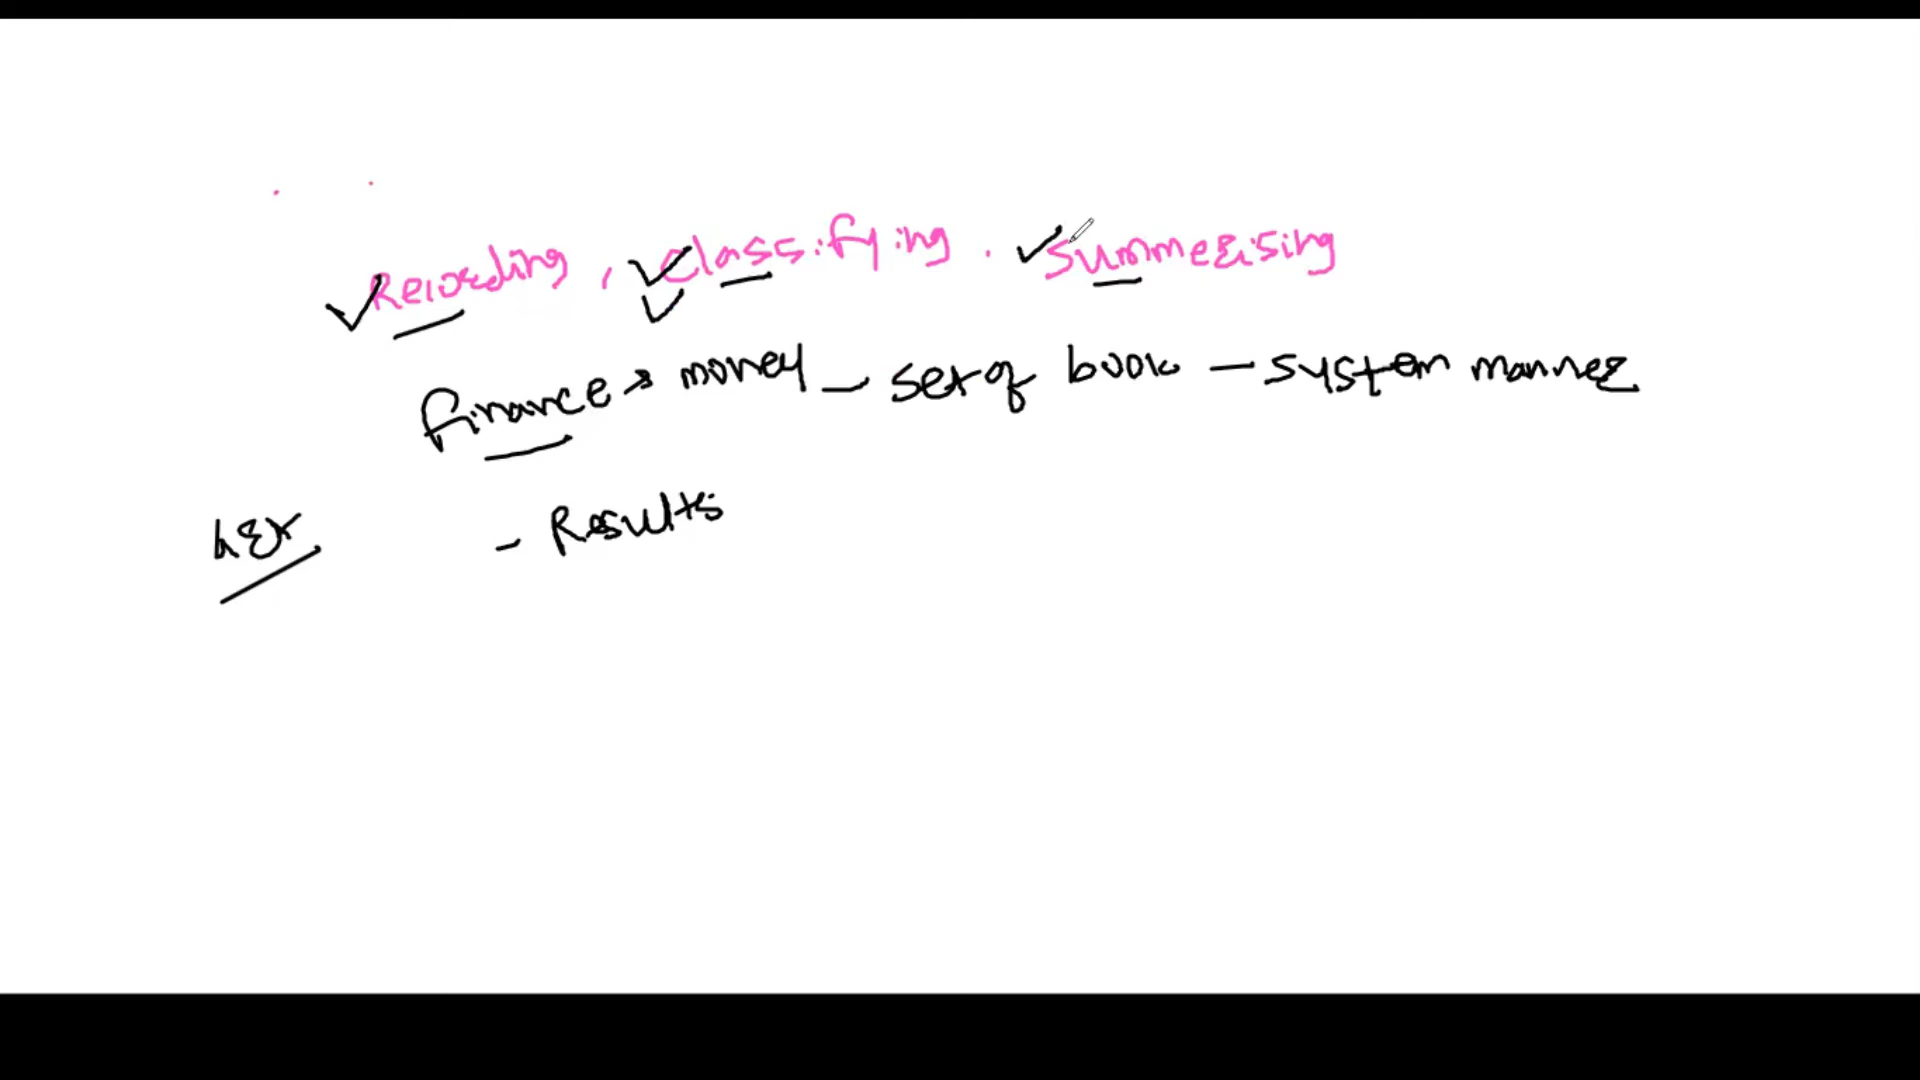 Recording, Classifying. Summerising
finance → money - set of book - system manner
- Results